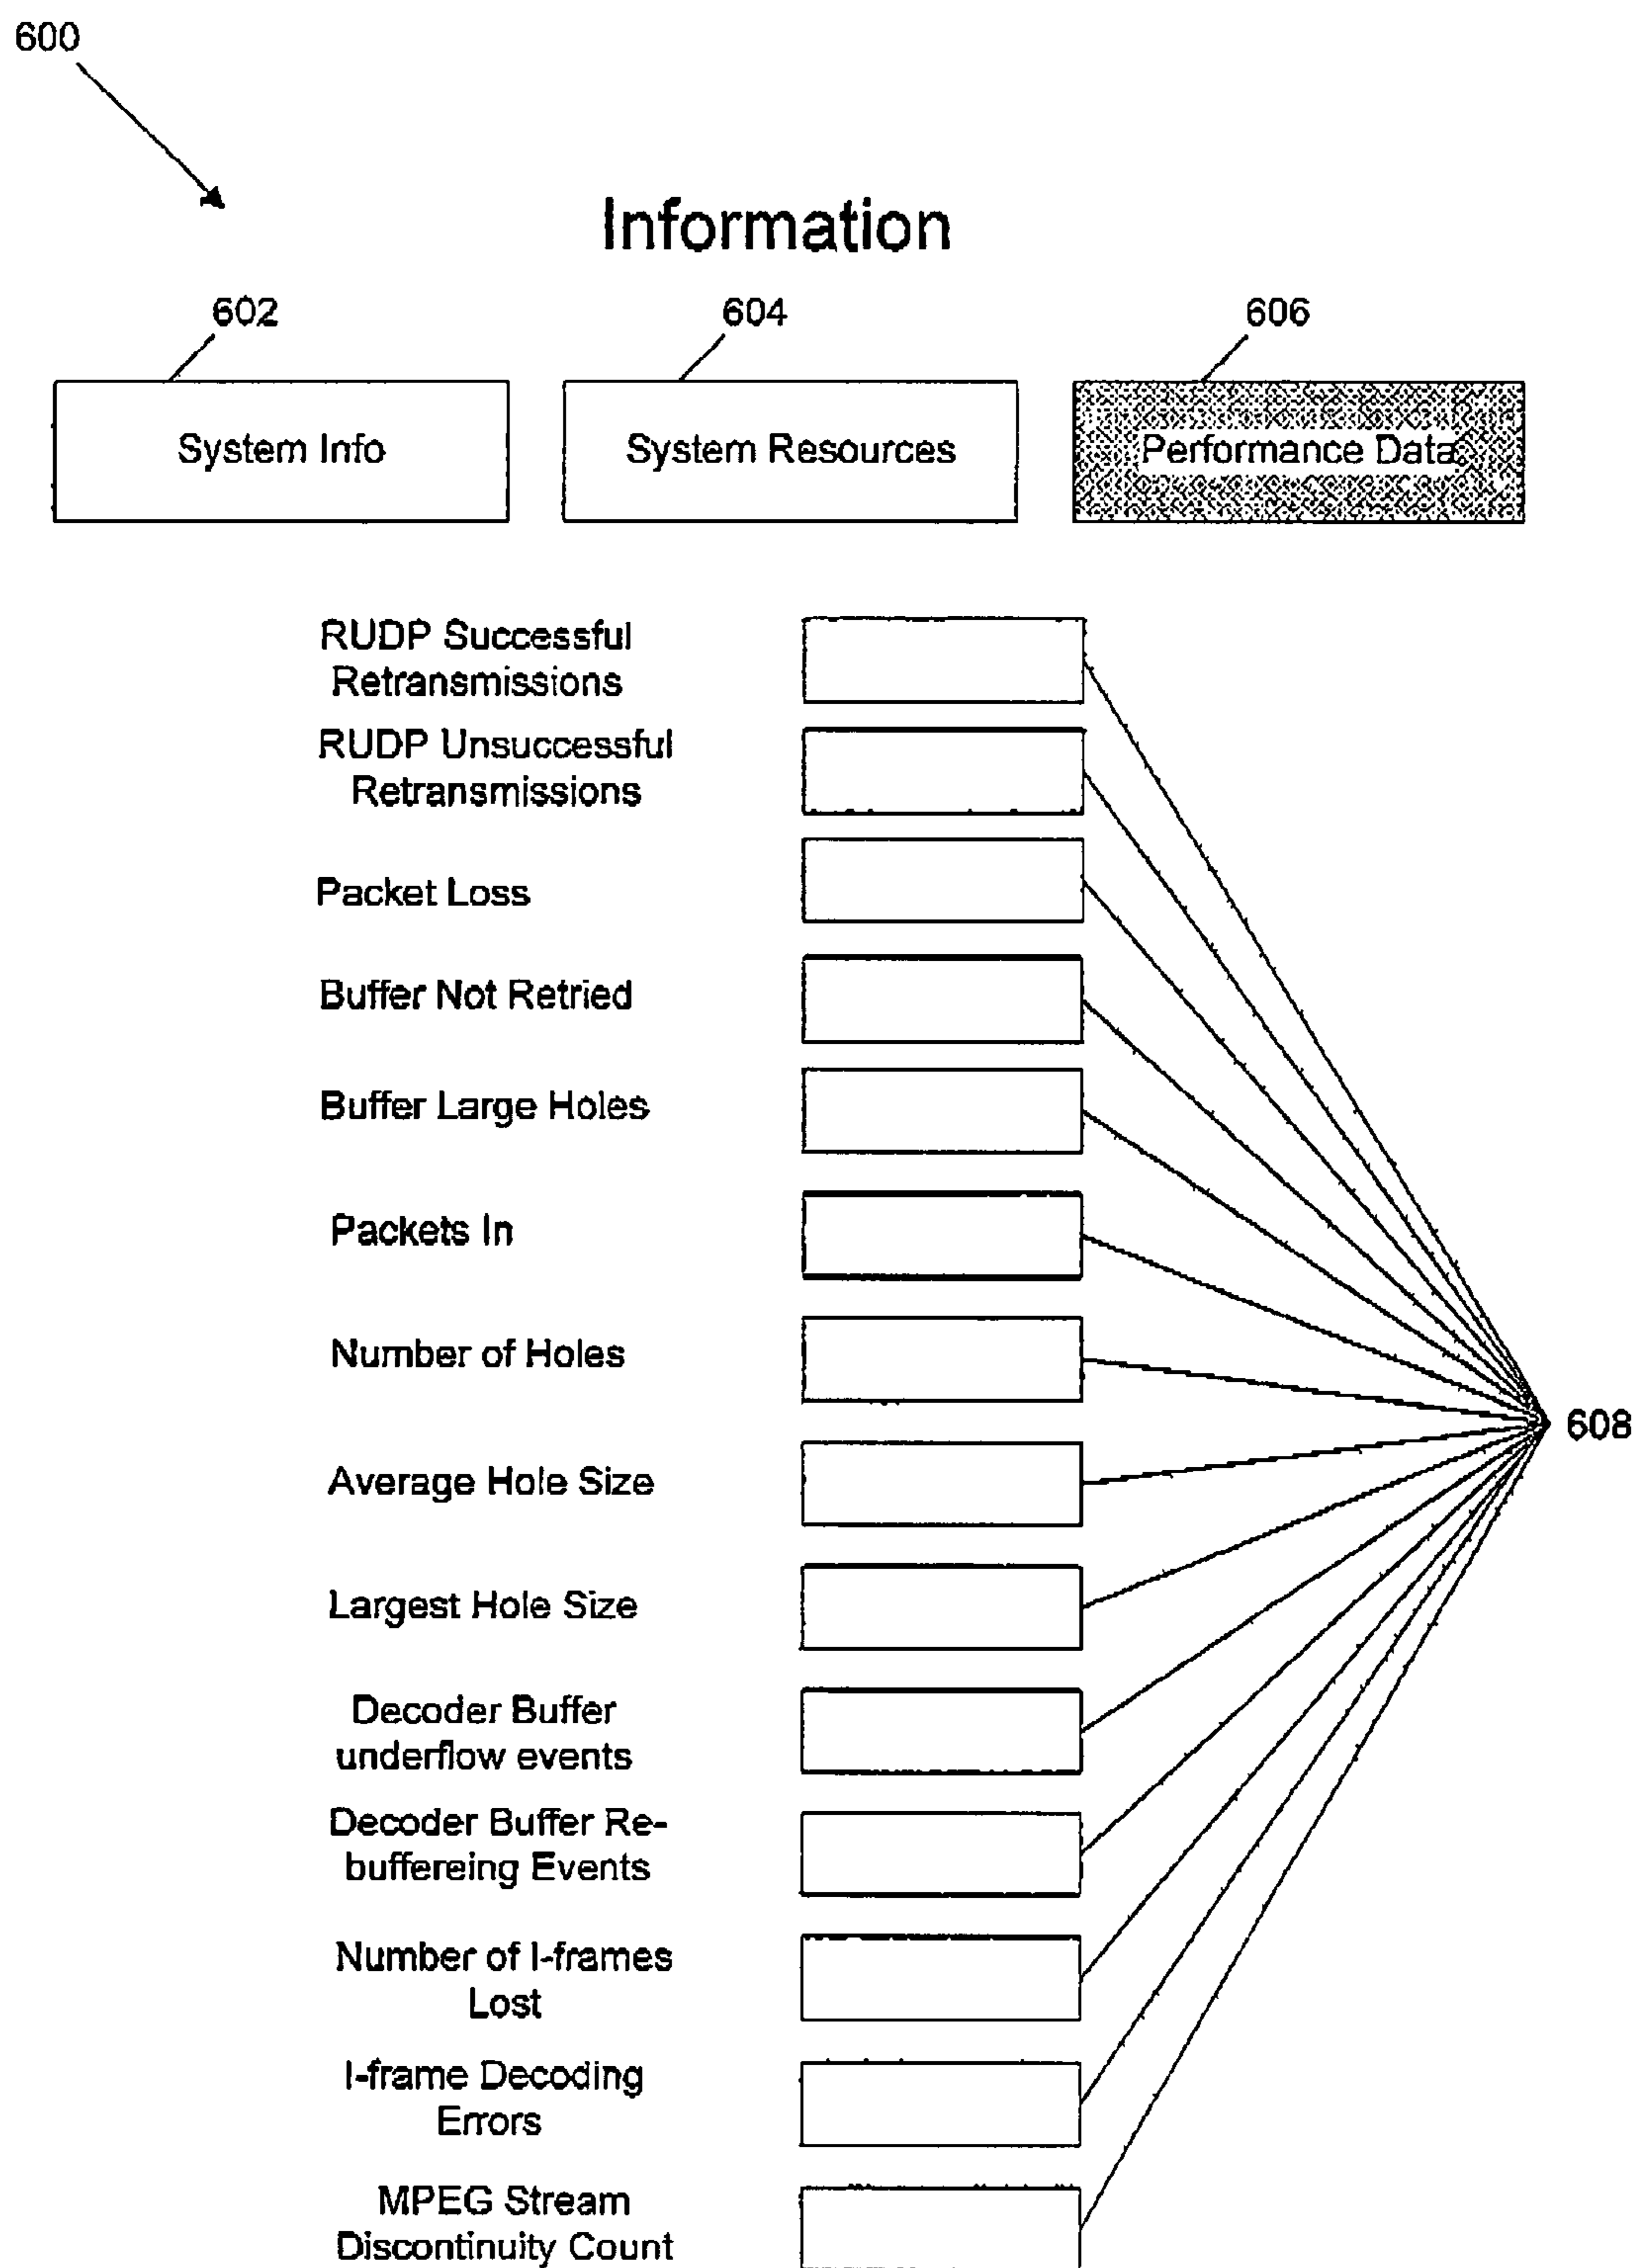 600
Information
602
604
606
System Info
System Resources
Performance Data
RUDP Successful
Retransmissions
RUDP Unsuccessful
Retransmissions
Packet Loss
Buffer Not Retried
Buffer Large Holes
Packets In
Number of Holes
608
Average Hole Size
Largest Hole Size
Decoder Buffer
underflow events
Decoder Buffer Re-
buffereing Events
Number of I-frames
Lost
I-frame Decoding
Errors
MPEG Stream
Discontinuity Count